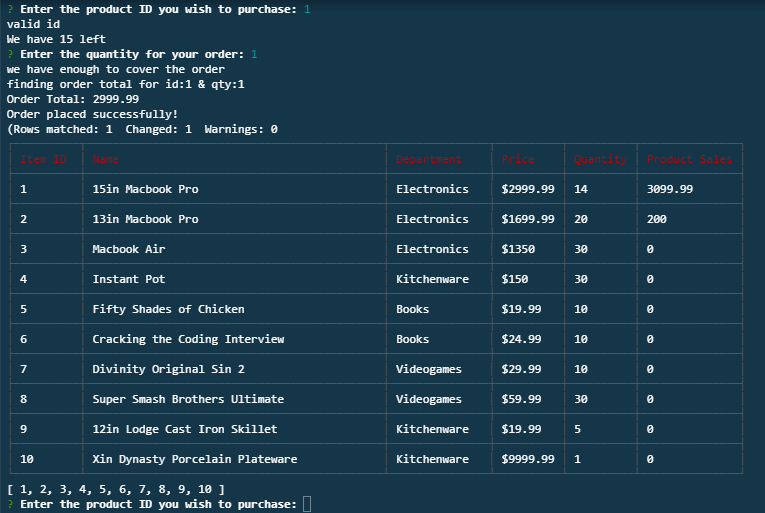 ? Enter the product ID you wish to purchase: 1
valid id
We have 15 left
? Enter the quantity for your order: 1
we have enough to cover the order
finding order total for id:1 & qty:1
Order Total: 2999.99
Order placed successfully!
(Rows matched: 1  Changed: 1  Warnings: 0
Item ID Name Department Price Quantity Product Sales
1 15in Macbook Pro Electronics $2999.99 14 3099.99
2 13in Macbook Pro Electronics $1699.99 20 200
3 Macbook Air Electronics $1350 30 0
4 Instant Pot Kitchenware $150 30 0
5 Fifty Shades of Chicken Books $19.99 10 0
6 Cracking the Coding Interview Books $24.99 10 0
7 Divinity Original Sin 2 Videogames $29.99 10 0
8 Super Smash Brothers Ultimate Videogames $59.99 30 0
9 12in Lodge Cast Iron Skillet Kitchenware $19.99 5 0
10 Xin Dynasty Porcelain Plateware Kitchenware $9999.99 1 0
[ 1, 2, 3, 4, 5, 6, 7, 8, 9, 10 ]
? Enter the product ID you wish to purchase: